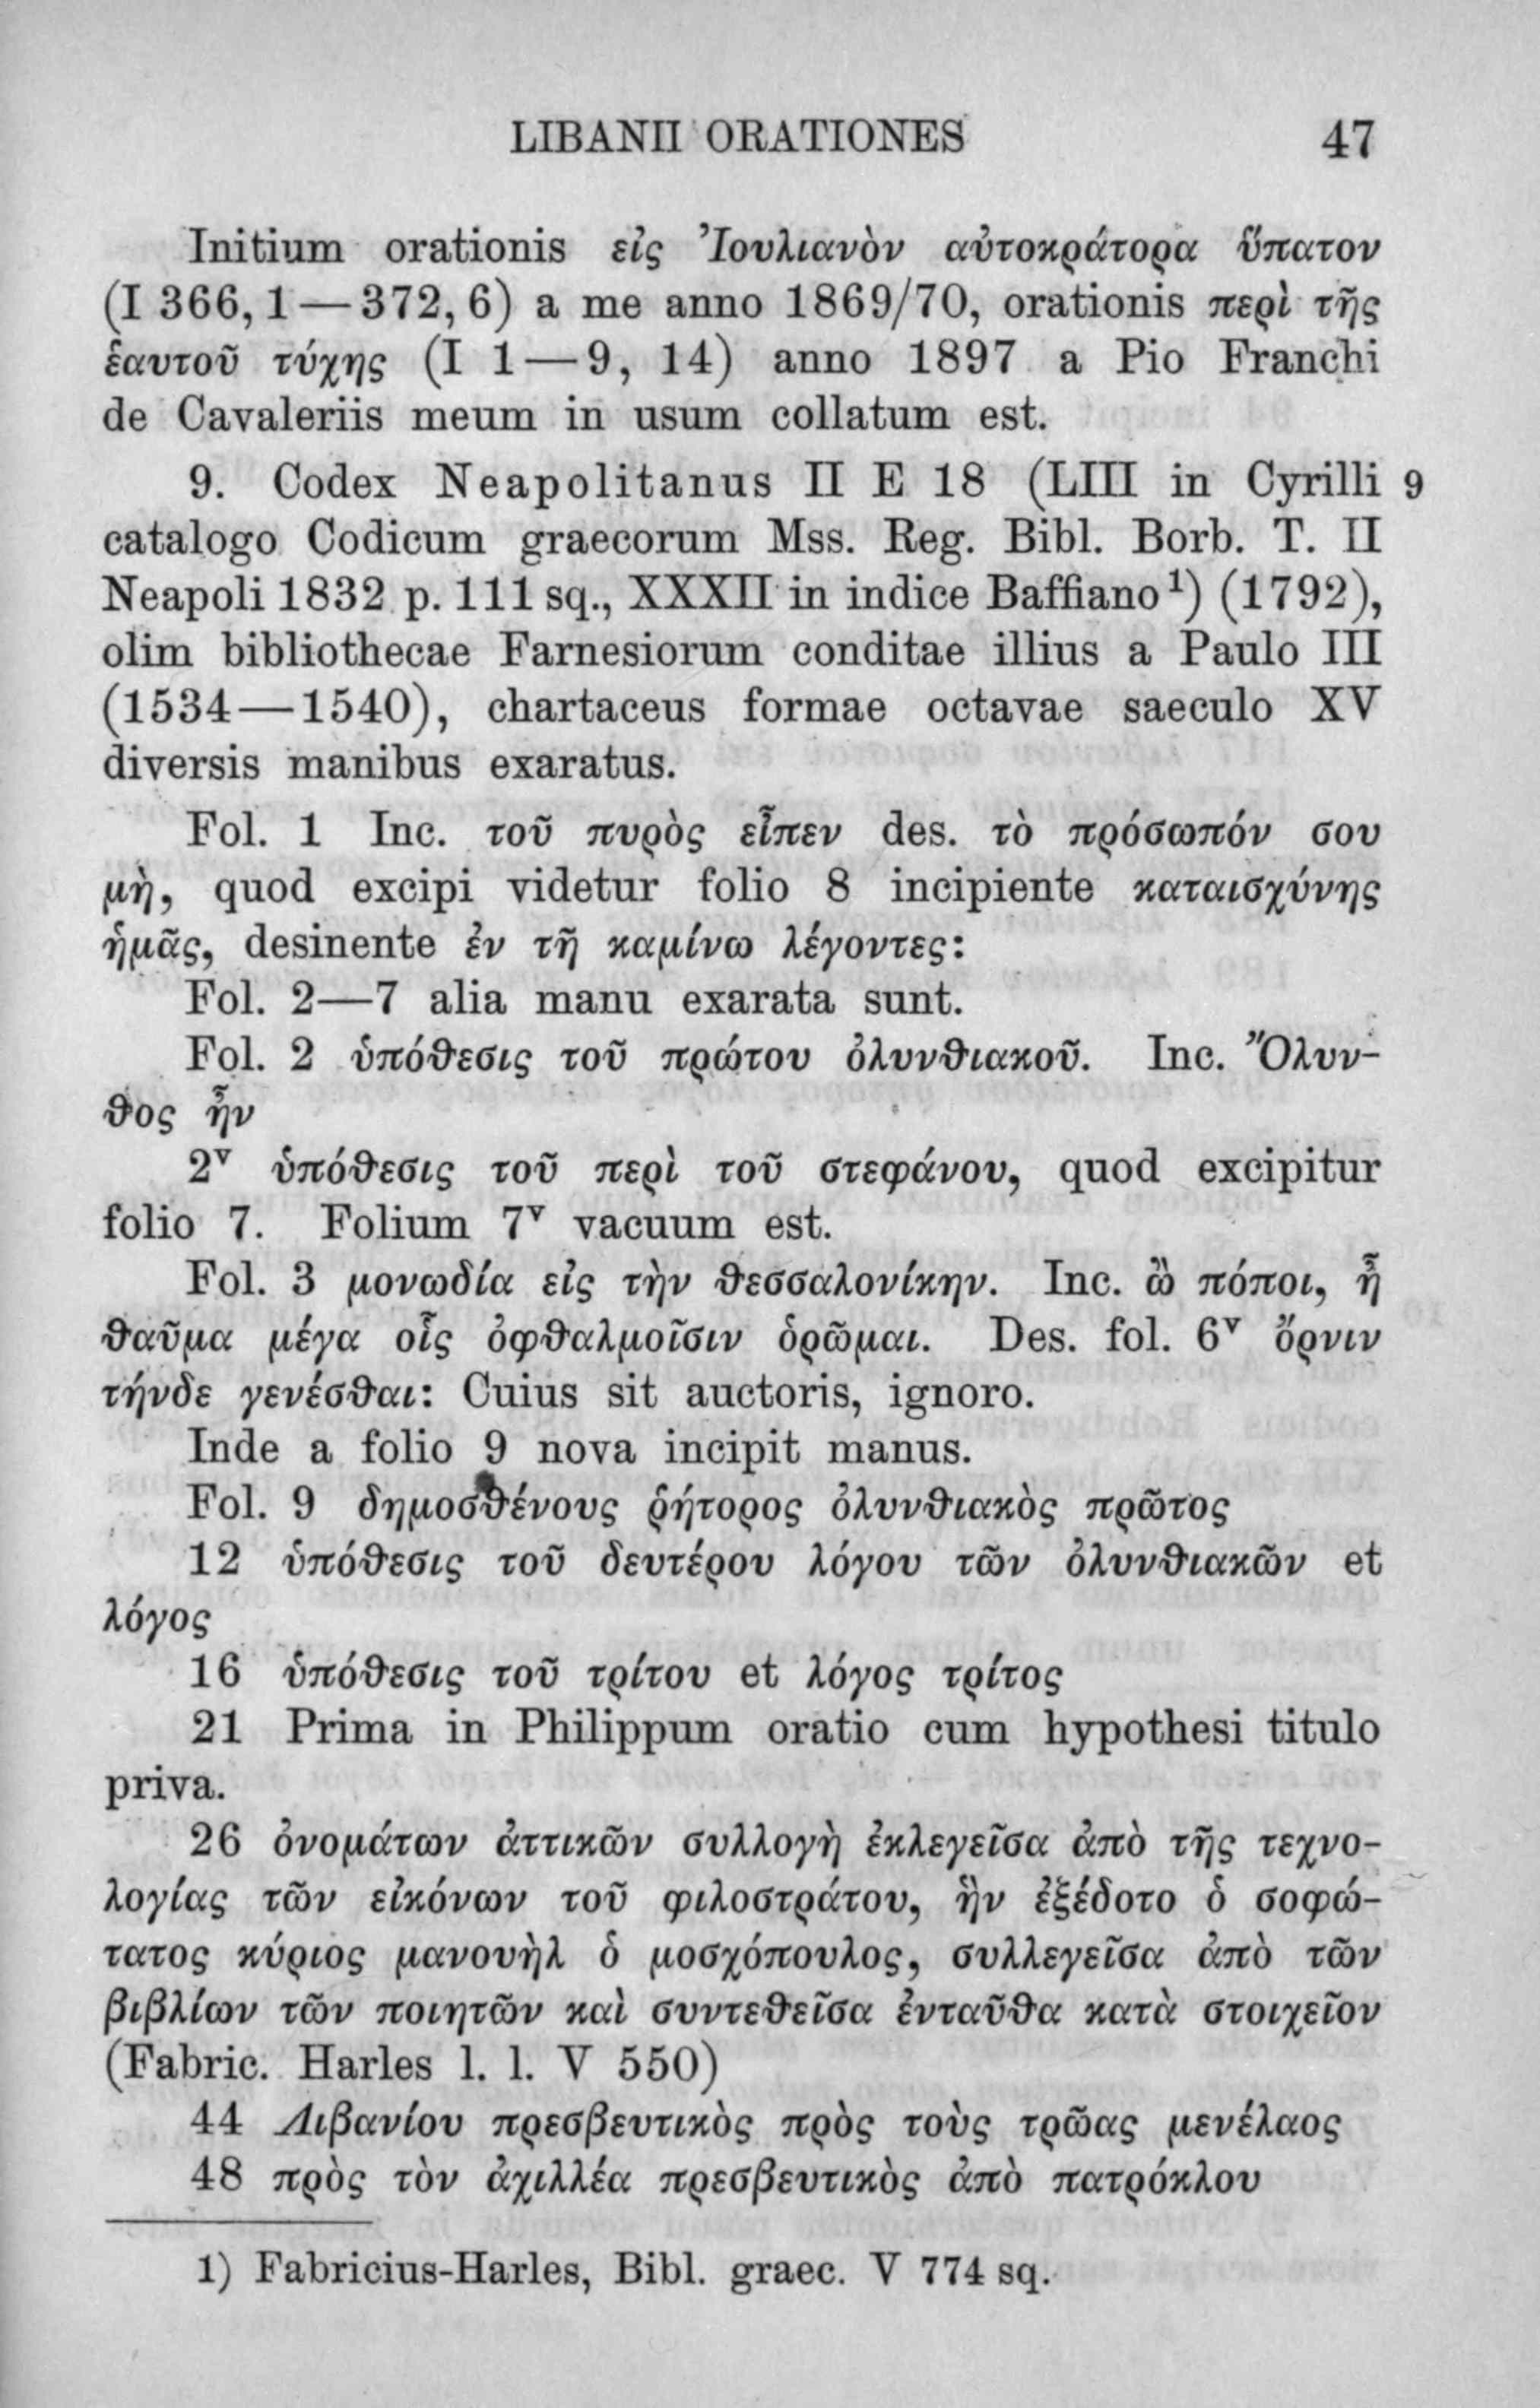 LIBANII ORATIONES 47
Initium orationis εἰς Ἰουλιανὸν αὐτοκράτορα ὕπατον
(I 366, 1—372, 6) a me anno 1869/70, orationis περὶ τῆς
ἑαυτοῦ τύχης (I 1—9, 14) anno 1897 a Pio Franchi
de Cavaleriis meum in usum collatum est.
9. Codex Neapolitanus II E 18 (LIII in Cyrilli 9
catalogo Codicum graecorum Mss. Reg. Bibl. Borb. T. II
Neapoli 1832 p. 111 sq., XXXII in indice Baffiano ¹) (1792),
olim bibliothecae Farnesiorum conditae illius a Paulo III
(1534—1540), chartaceus formae octavae saeculo XV
diversis manibus exaratus.
Fol. 1 Inc. τοῦ πυρὸς εἶπεν des. τὸ πρόσωπόν σου
μὴ, quod excipi videtur folio 8 incipiente καταισχύνης
ἡμᾶς, desinente ἐν τῆ καμίνω λέγοντες:
Fol. 2—7 alia manu exarata sunt.
Fol. 2 ὑπόθεσις τοῦ πρώτου ὀλυνθιακοῦ. Inc. Ὄλυν-
θος ἦν
2ᵛ ὑπόθεσις τοῦ περὶ τοῦ στεφάνου, quod excipitur
folio 7. Folium 7ᵛ vacuum est.
Fol. 3 μονωδία εἰς τὴν θεσσαλονίκην. Inc. ὢ πόποι, ἦ
θαῦμα μέγα οἷς ὀφθαλμοῖσιν ὁρῶμαι. Des. fol. 6ᵛ ὄρνιν
τήνδε γενέσθαι: Cuius sit auctoris, ignoro.
Inde a folio 9 nova incipit manus.
Fol. 9 δημοσθένους ῥήτορος ὀλυνθιακὸς πρῶτος
12 ὑπόθεσις τοῦ δευτέρου λόγου τῶν ὀλυνθιακῶν et
λόγος
16 ὑπόθεσις τοῦ τρίτου et λόγος τρίτος
21 Prima in Philippum oratio cum hypothesi titulo
priva.
26 ὀνομάτων ἀττικῶν συλλογὴ ἐκλεγεῖσα ἀπὸ τῆς τεχνο-
λογίας τῶν εἰκόνων τοῦ φιλοστράτου, ἣν ἐξέδοτο ὁ σοφώ-
τατος κύριος μανουὴλ ὁ μοσχόπουλος, συλλεγεῖσα ἀπὸ τῶν
βιβλίων τῶν ποιητῶν καὶ συντεθεῖσα ἐνταῦθα κατὰ στοιχεῖον
(Fabric. Harles l. l. V 550)
44 Λιβανίου πρεσβευτικὸς πρὸς τοὺς τρῶας μενέλαος
48 πρὸς τὸν ἀχιλλέα πρεσβευτικὸς ἀπὸ πατρόκλου
1) Fabricius-Harles, Bibl. graec. V 774 sq.